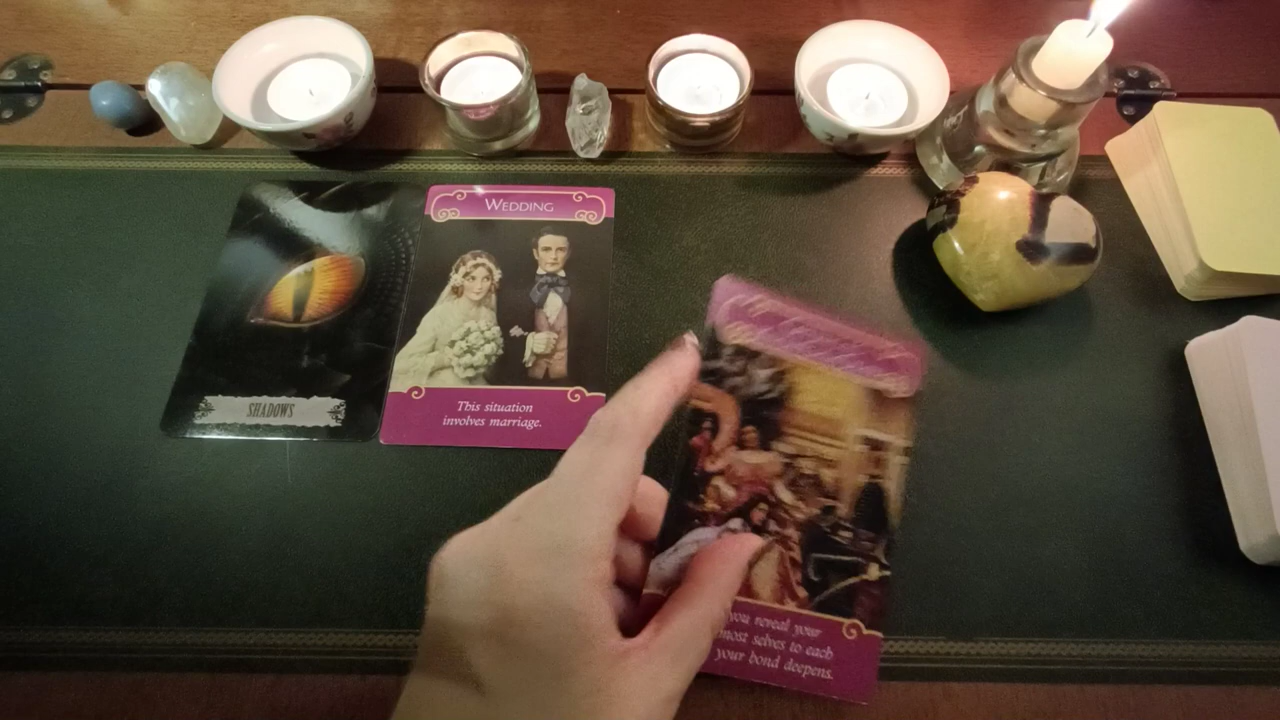 WEDDING
This situation
involves marriage.
SHADOWS
you reveal your
most selves to each
your bond deepens.